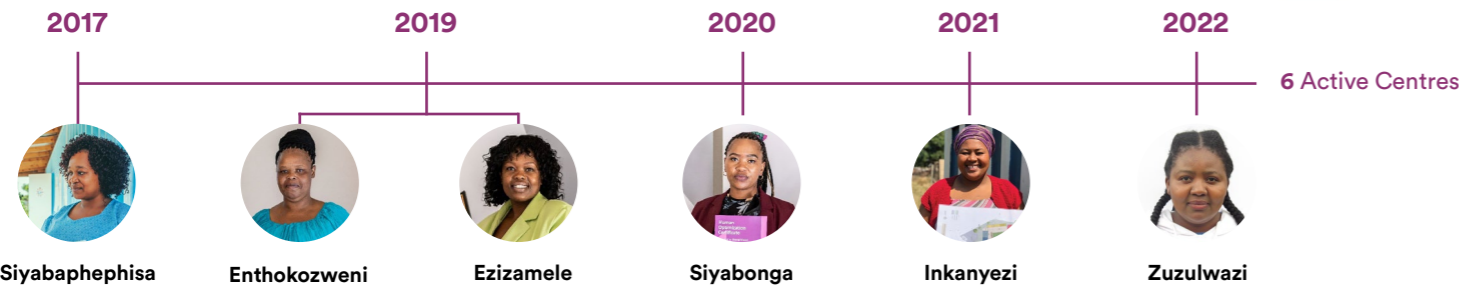 2017
2019
2020
2021
2022
6 Active Centres
Siyabaphephisa
Enthokozweni
Ezizamele
Siyabonga
Inkanyezi
Zuzulwazi